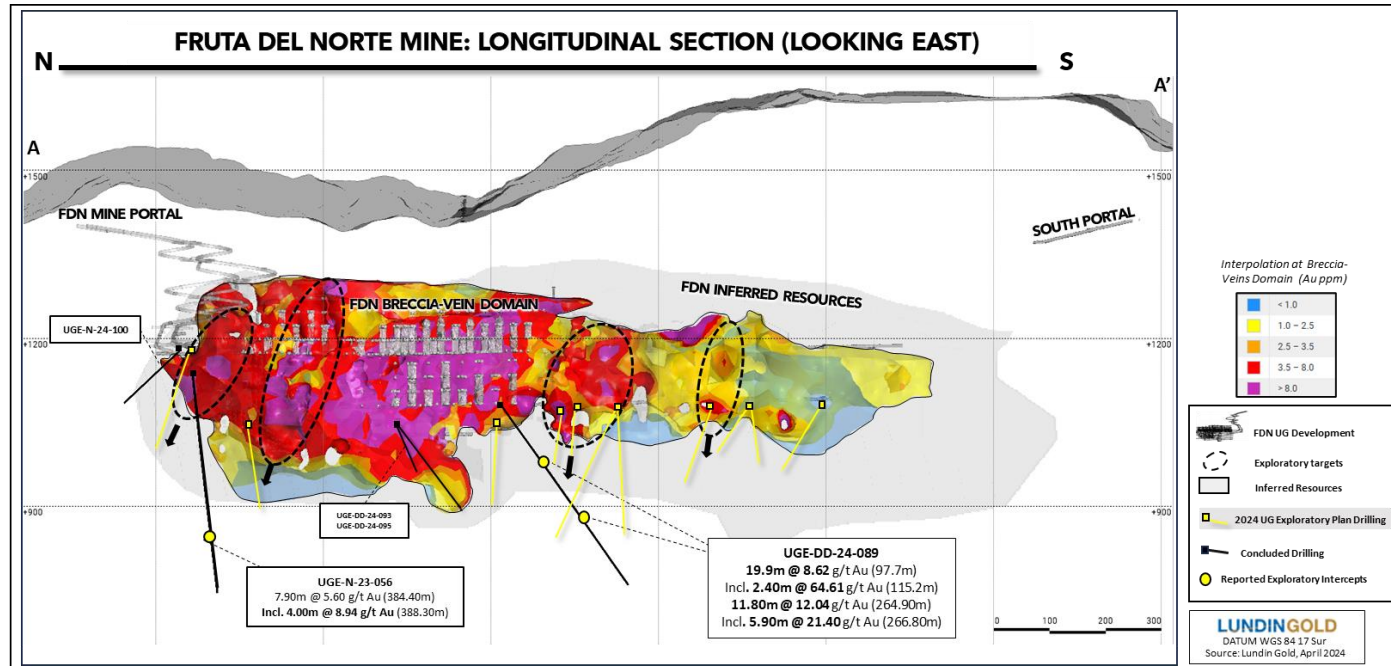 FRUTA DEL NORTE MINE: LONGITUDINAL SECTION (LOOKING EAST)
N
S
A
A'
+1500
+1500
FDN MINE PORTAL
SOUTH PORTAL
FDN INFERRED RESOURCES
FDN BRECCIA-VEIN DOMAIN
UGE-N-24-100
+1200
+1200
UGE-DD-24-093
UGE-DD-24-095
+900
+900
UGE-N-23-056
7.90m @ 5.60 g/t Au (384.40m)
Incl. 4.00m @ 8.94 g/t Au (388.30m)
UGE-DD-24-089
19.9m @ 8.62 g/t Au (97.7m)
Incl. 2.40m @ 64.61 g/t Au (115.2m)
11.80m @ 12.04 g/t Au (264.90m)
Incl. 5.90m @ 21.40 g/t Au (266.80m)
0 100 200 300
Interpolation at Breccia-
Veins Domain (Au ppm)
< 1.0
1.0 – 2.5
2.5 – 3.5
3.5 – 8.0
> 8.0
FDN UG Development
Exploratory targets
Inferred Resources
2024 UG Exploratory Plan Drilling
Concluded Drilling
Reported Exploratory Intercepts
LUNDINGOLD
DATUM WGS 84 17 Sur
Source: Lundin Gold, April 2024